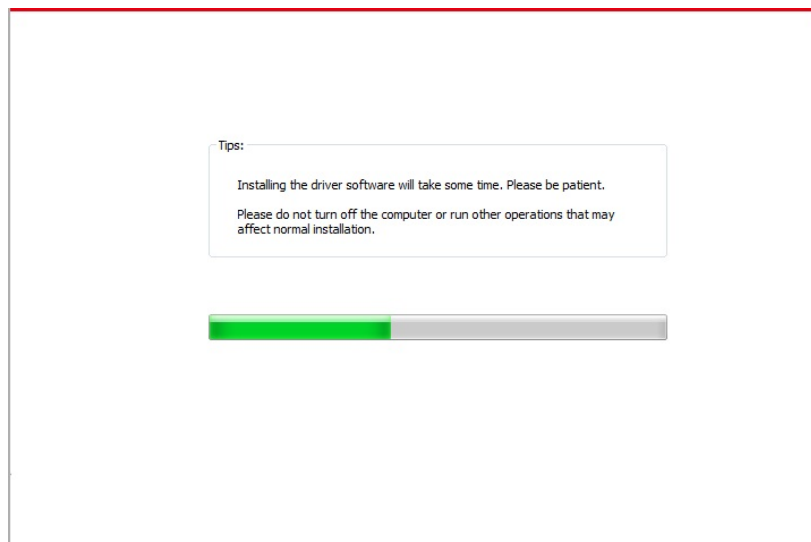 Tips:
Installing the driver software will take some time. Please be patient.
Please do not turn off the computer or run other operations that may
affect normal installation.